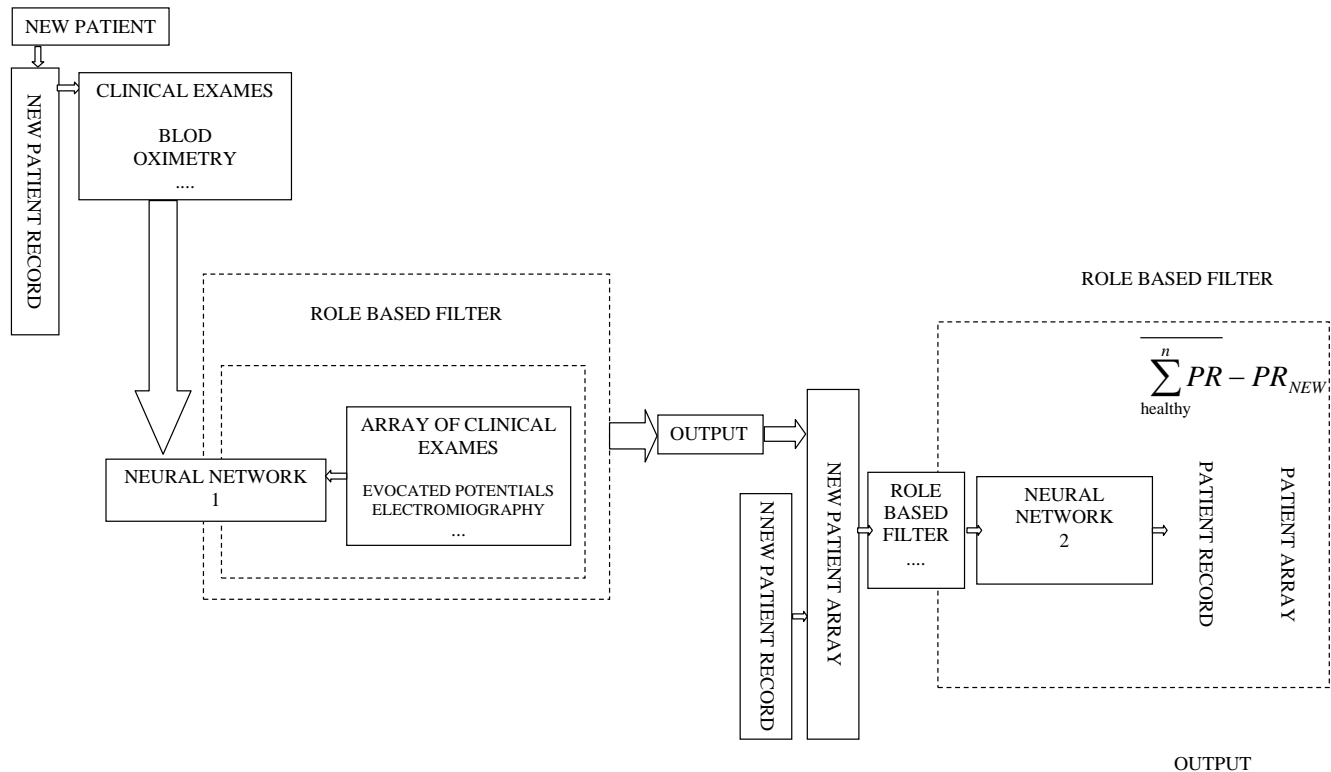 NEW PATIENT
NEW PATIENT RECORD
CLINICAL EXAMES
BLOD
OXIMETRY
....
ROLE BASED FILTER
ARRAY OF CLINICAL
EXAMES
EVOCATED POTENTIALS
ELECTROMIOGRAPHY
...
NEURAL NETWORK
1
OUTPUT
NNEW PATIENT RECORD
NEW PATIENT ARRAY
ROLE
BASED
FILTER
....
ROLE BASED FILTER
n
∑ PR − PR_NEW
healthy
NEURAL
NETWORK
2
PATIENT RECORD
PATIENT ARRAY
OUTPUT